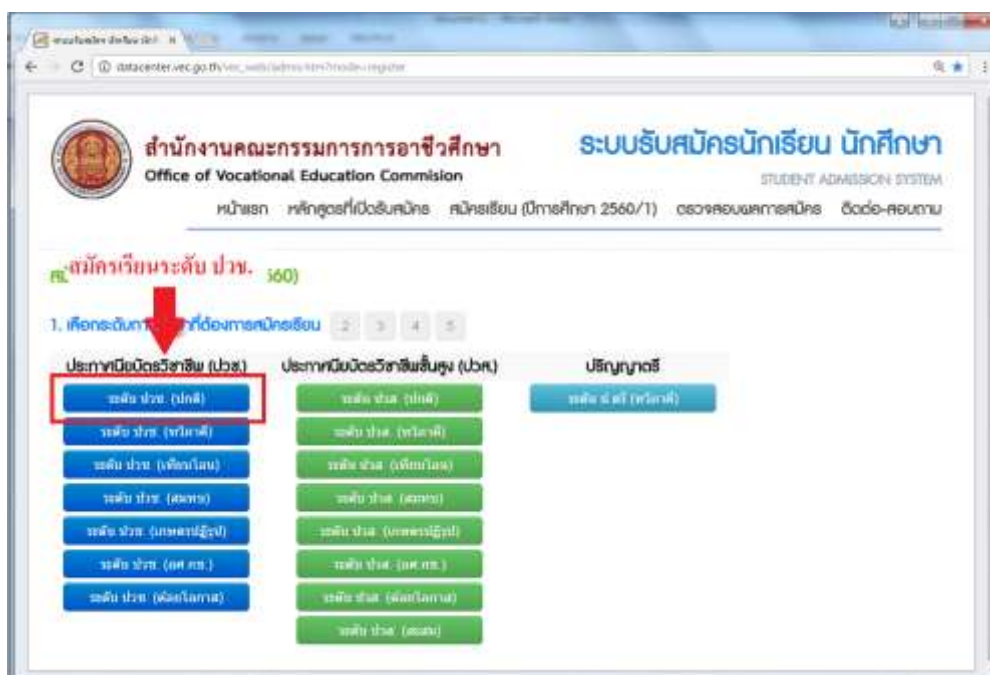 datacenter.vec.go.th/vec_web/admis.htm?mode=register
สำนักงานคณะกรรมการการอาชีวศึกษา
Office of Vocational Education Commision
ระบบรับสมัครนักเรียน นักศึกษา
STUDENT ADMISSION SYSTEM
หน้าแรก หลักสูตรที่เปิดรับสมัคร สมัครเรียน (ปีการศึกษา 2560/1) ตรวจสอบผลการสมัคร ติดต่อ-สอบถาม
สมัครเรียนระดับ ปวช.
560)
1. เลือกระดับการ ที่ต้องการสมัครเรียน 2 3 4 5
ประกาศนียบัตรวิชาชีพ (ปวช.) ประกาศนียบัตรวิชาชีพชั้นสูง (ปวส.) ปริญญาตรี
ระดับ ปวช. (ปกติ) ระดับ ปวส. (ปกติ) ระดับ ป.ตรี (ทวิภาคี)
ระดับ ปวช. (ทวิภาคี) ระดับ ปวส. (ทวิภาคี)
ระดับ ปวช. (เทียบโอน) ระดับ ปวส. (เทียบโอน)
ระดับ ปวช. (สมทบ) ระดับ ปวส. (สมทบ)
ระดับ ปวช. (เกษตรปฏิรูป) ระดับ ปวส. (เกษตรปฏิรูป)
ระดับ ปวช. (อศ.กช.) ระดับ ปวส. (อศ.กช.)
ระดับ ปวช. (ด้อยโอกาส) ระดับ ปวส. (ด้อยโอกาส)
ระดับ ปวส. (สะสม)